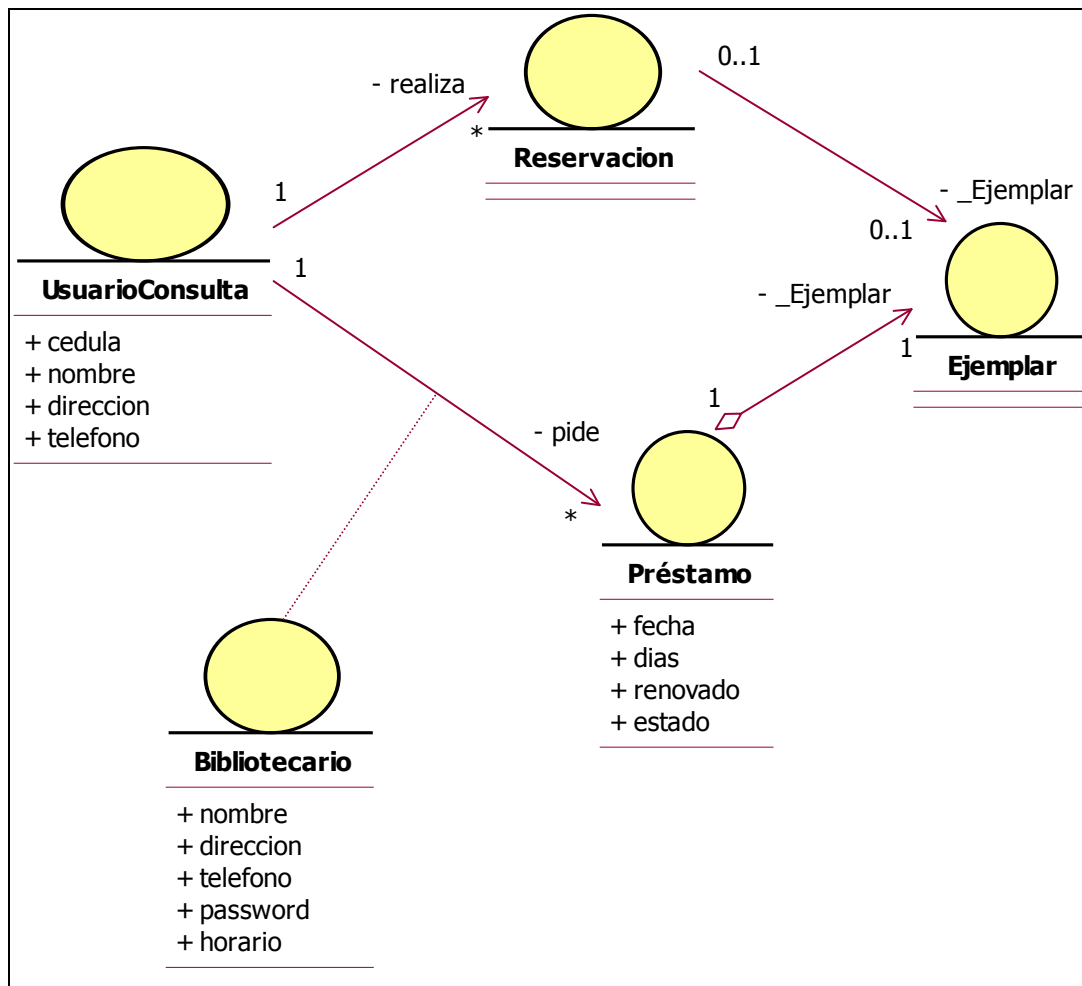 0..1
- realiza
*
Reservacion
1
- _Ejemplar
0..1
1
UsuarioConsulta
+ cedula
+ nombre
+ direccion
+ telefono
- _Ejemplar
1
Ejemplar
1
- pide
*
Préstamo
+ fecha
+ dias
+ renovado
+ estado
Bibliotecario
+ nombre
+ direccion
+ telefono
+ password
+ horario